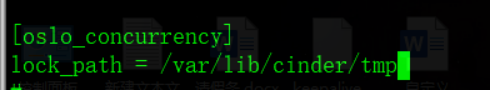 [oslo_concurrency]
lock_path = /var/lib/cinder/tmp